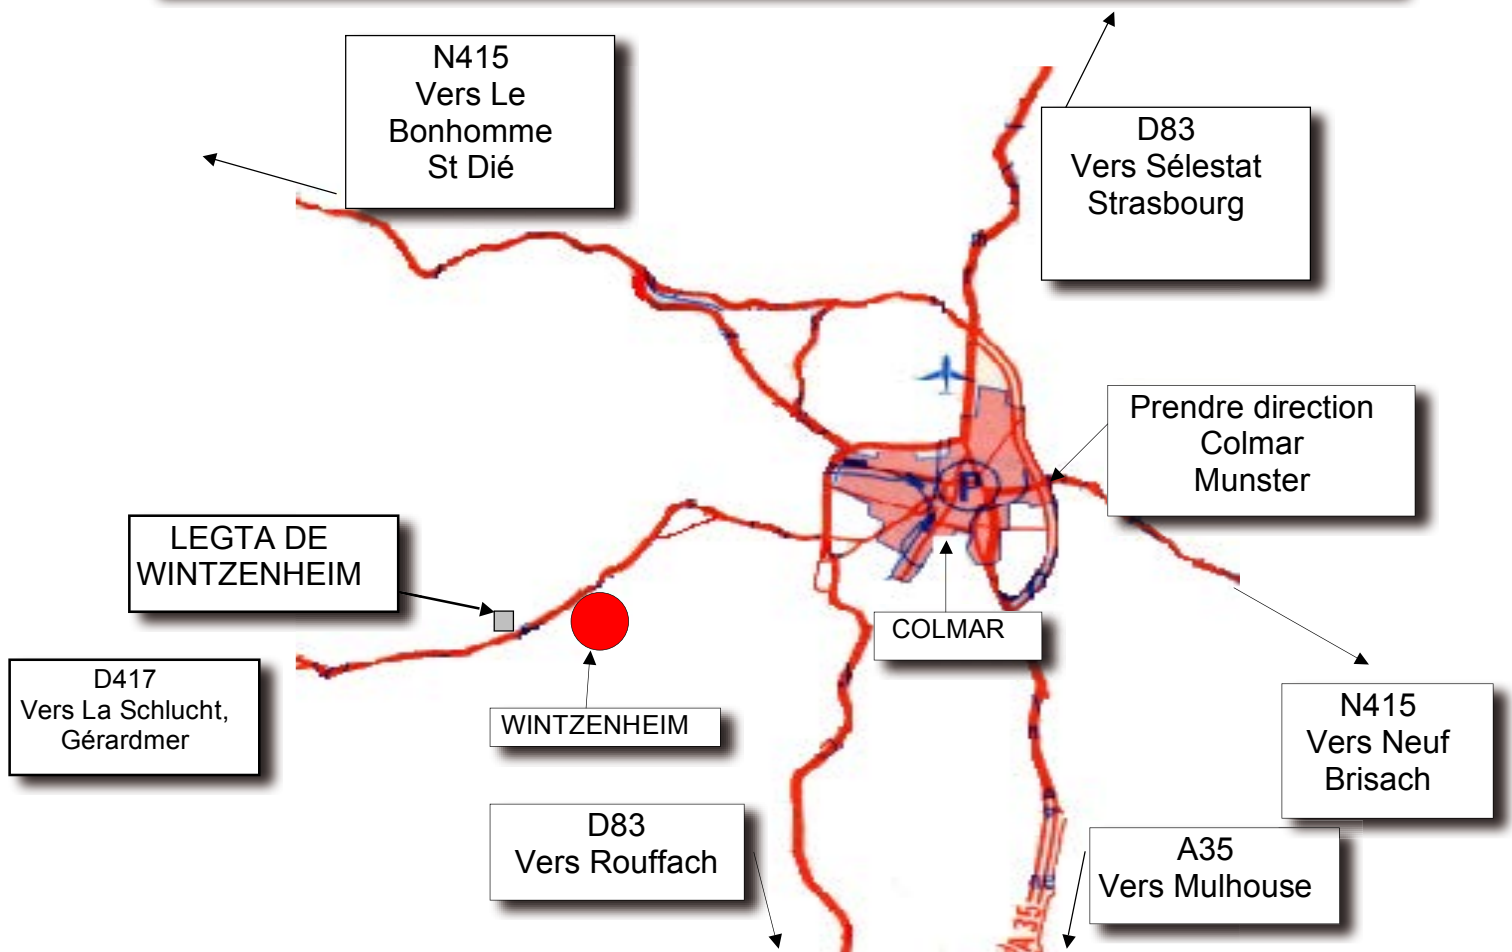 N415
Vers Le
Bonhomme
St Dié
D83
Vers Sélestat
Strasbourg
Prendre direction
Colmar
Munster
P
LEGTA DE
WINTZENHEIM
COLMAR
D417
Vers La Schlucht,
Gérardmer
WINTZENHEIM
N415
Vers Neuf
Brisach
D83
Vers Rouffach
A35
Vers Mulhouse
A 35